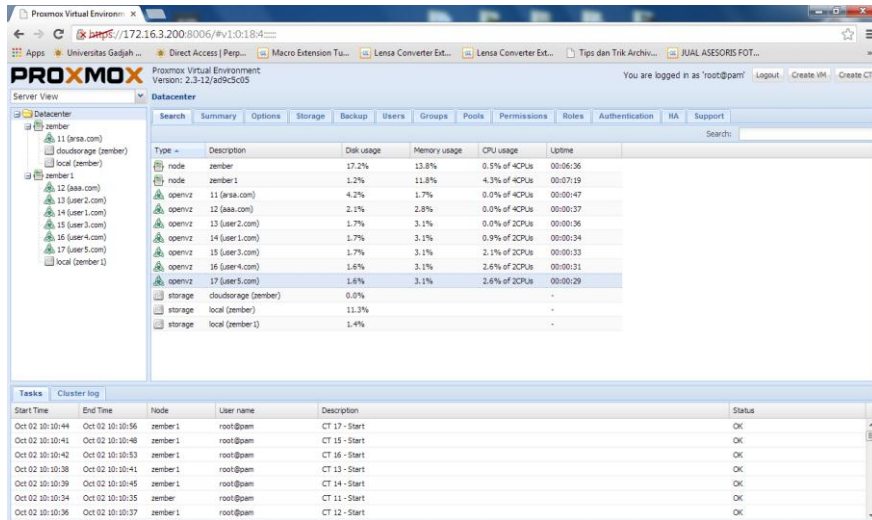 Proxmox Virtual Environm ×
https://172.16.3.200:8006/#v1:0:18:4::::::
Apps Universitas Gadjah ... Direct Access | Perp... Macro Extension Tu... Lensa Converter Ext... Lensa Converter Ext... Tips dan Trik Archiv... JUAL ASESORIS FOT...
PROXMOX Proxmox Virtual Environment
Version: 2.3-12/ad9c5c05
You are logged in as 'root@pam' Logout Create VM Create CT
Server View Datacenter
Datacenter
zember
11 (arsa.com)
cloudsorage (zember)
local (zember)
zember1
12 (aaa.com)
13 (user2.com)
14 (user1.com)
15 (user3.com)
16 (user4.com)
17 (user5.com)
local (zember1)
Search Summary Options Storage Backup Users Groups Pools Permissions Roles Authentication HA Support
Search:
Type Description Disk usage Memory usage CPU usage Uptime
node zember 17.2% 13.8% 0.5% of 4CPUs 00:06:36
node zember1 1.2% 11.8% 4.3% of 2CPUs 00:07:19
openvz 11 (arsa.com) 4.2% 1.7% 0.0% of 4CPUs 00:00:47
openvz 12 (aaa.com) 2.1% 2.8% 0.0% of 2CPUs 00:00:37
openvz 13 (user2.com) 1.7% 3.1% 0.0% of 2CPUs 00:00:36
openvz 14 (user1.com) 1.7% 3.1% 0.9% of 2CPUs 00:00:34
openvz 15 (user3.com) 1.7% 3.1% 2.1% of 2CPUs 00:00:33
openvz 16 (user4.com) 1.6% 3.1% 2.6% of 2CPUs 00:00:31
openvz 17 (user5.com) 1.6% 3.1% 2.6% of 2CPUs 00:00:29
storage cloudsorage (zember) 0.0% -
storage local (zember) 11.3% -
storage local (zember1) 1.4% -
Tasks Cluster log
Start Time End Time Node User name Description Status
Oct 02 10:10:44 Oct 02 10:10:56 zember1 root@pam CT 17 - Start OK
Oct 02 10:10:41 Oct 02 10:10:48 zember1 root@pam CT 15 - Start OK
Oct 02 10:10:42 Oct 02 10:10:53 zember1 root@pam CT 16 - Start OK
Oct 02 10:10:38 Oct 02 10:10:41 zember1 root@pam CT 13 - Start OK
Oct 02 10:10:39 Oct 02 10:10:45 zember1 root@pam CT 14 - Start OK
Oct 02 10:10:34 Oct 02 10:10:35 zember root@pam CT 11 - Start OK
Oct 02 10:10:36 Oct 02 10:10:37 zember1 root@pam CT 12 - Start OK